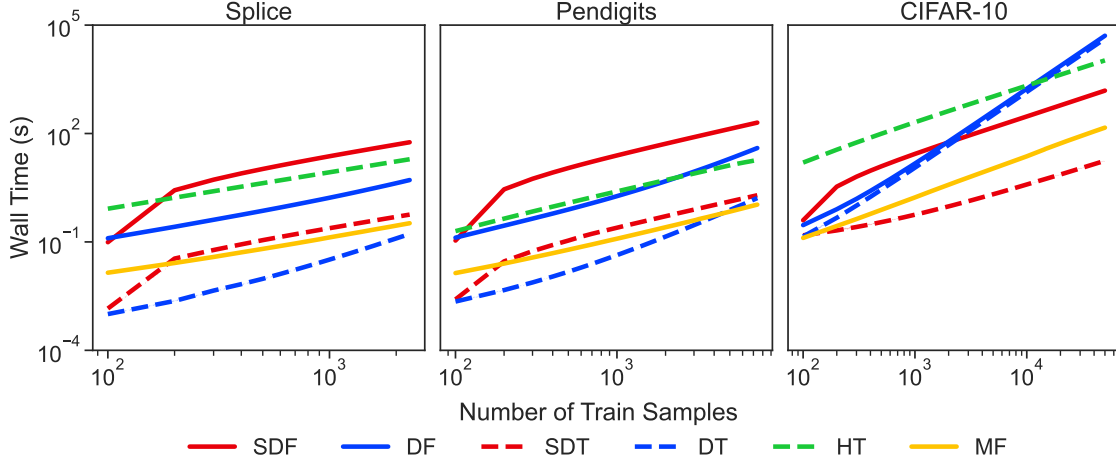 Splice Pendigits CIFAR-10
Wall Time (s)
10^5
10^2
10^−1
10^−4
10^2 10^3 10^2 10^3 10^2 10^3 10^4
Number of Train Samples
SDF DF SDT DT HT MF